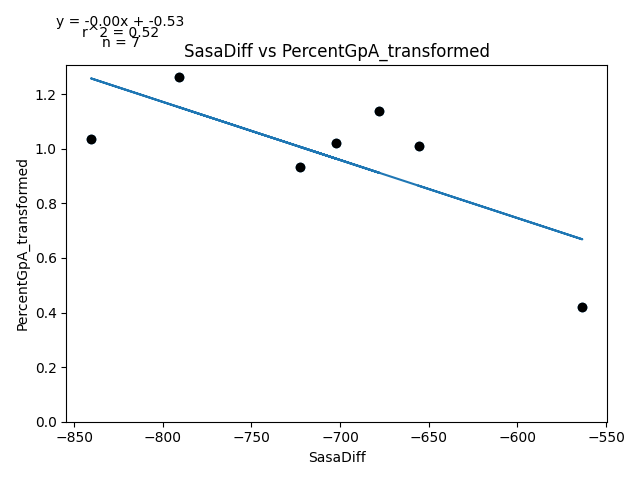 y = -0.00x + -0.53
r^2 = 0.52
n = 7
SasaDiff vs PercentGpA_transformed
1.2
1.0
0.8
0.6
0.4
0.2
0.0
PercentGpA_transformed
−850 −800 −750 −700 −650 −600 −550
SasaDiff